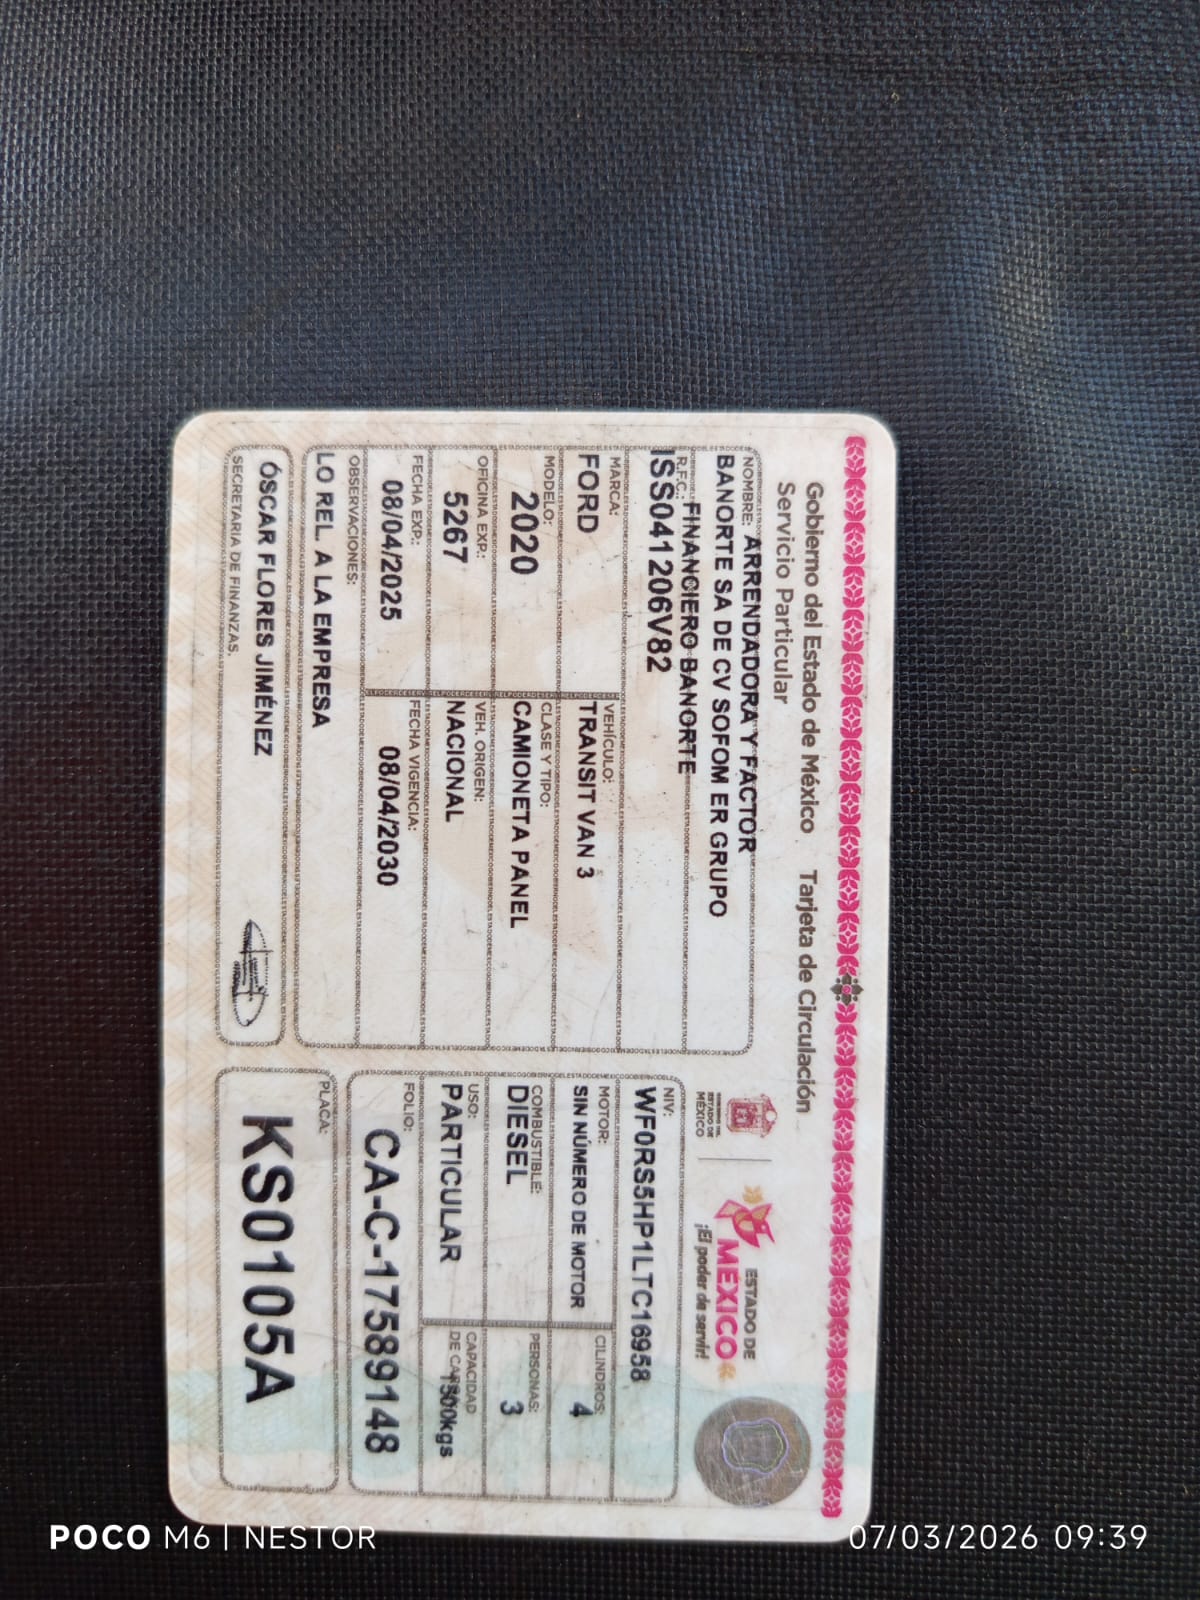 Gobierno del Estado de México Tarjeta de Circulación
Servicio Particular
NOMBRE: ARRENDADORA Y FACTOR
BANORTE SA DE CV SOFOM ER GRUPO
R.F.C.: FINANCIERO BANORTE
ISS041206V82
MARCA:
FORD
VEHÍCULO:
TRANSIT VAN 3
MODELO:
2020
CLASE Y TIPO:
CAMIONETA PANEL
OFICINA EXP.:
5267
VEH. ORIGEN:
NACIONAL
FECHA EXP.:
08/04/2025
FECHA VIGENCIA:
08/04/2030
OBSERVACIONES:
LO REL. A LA EMPRESA
ÓSCAR FLORES JIMÉNEZ
SECRETARIA DE FINANZAS.
ESTADO DE
MÉXICO
ESTADO DE
MÉXICO
¡El poder de servir!
NIV:
WF0RS5HP1LTC16958
MOTOR:
SIN NÚMERO DE MOTOR
CILINDROS:
4
COMBUSTIBLE:
DIESEL
PERSONAS:
3
USO:
PARTICULAR
CAPACIDAD
DE CARGA
1500kgs
FOLIO:
CA-C-17589148
PLACA:
KS0105A
POCO M6 | NESTOR
07/03/2026 09:39